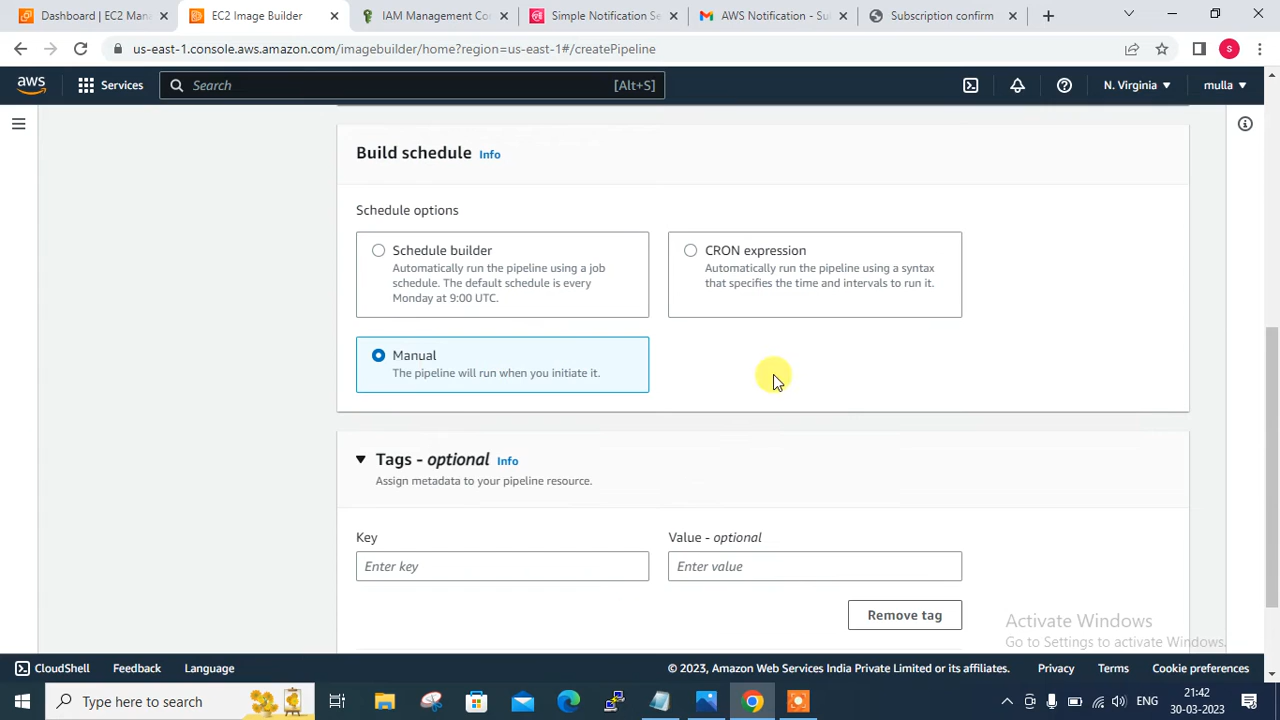 Dashboard | EC2 Man
EC2 Image Builder
IAM Management Co
Simple Notification Se
AWS Notification - Sub
Subscription confirm
us-east-1.console.aws.amazon.com/imagebuilder/home?region=us-east-1#/createPipeline
S
aws
Services
Search
[Alt+S]
N. Virginia
mulla
Build schedule Info
Schedule options
Schedule builder
Automatically run the pipeline using a job
schedule. The default schedule is every
Monday at 9:00 UTC.
CRON expression
Automatically run the pipeline using a syntax
that specifies the time and intervals to run it.
Manual
The pipeline will run when you initiate it.
Tags - optional Info
Assign metadata to your pipeline resource.
Key
Value - optional
Enter key
Enter value
Remove tag
Activate Windows
Go to Settings to activate Windows.
CloudShell
Feedback
Language
© 2023, Amazon Web Services India Private Limited or its affiliates.
Privacy
Terms
Cookie preferences
Type here to search
ENG
21:42
30-03-2023